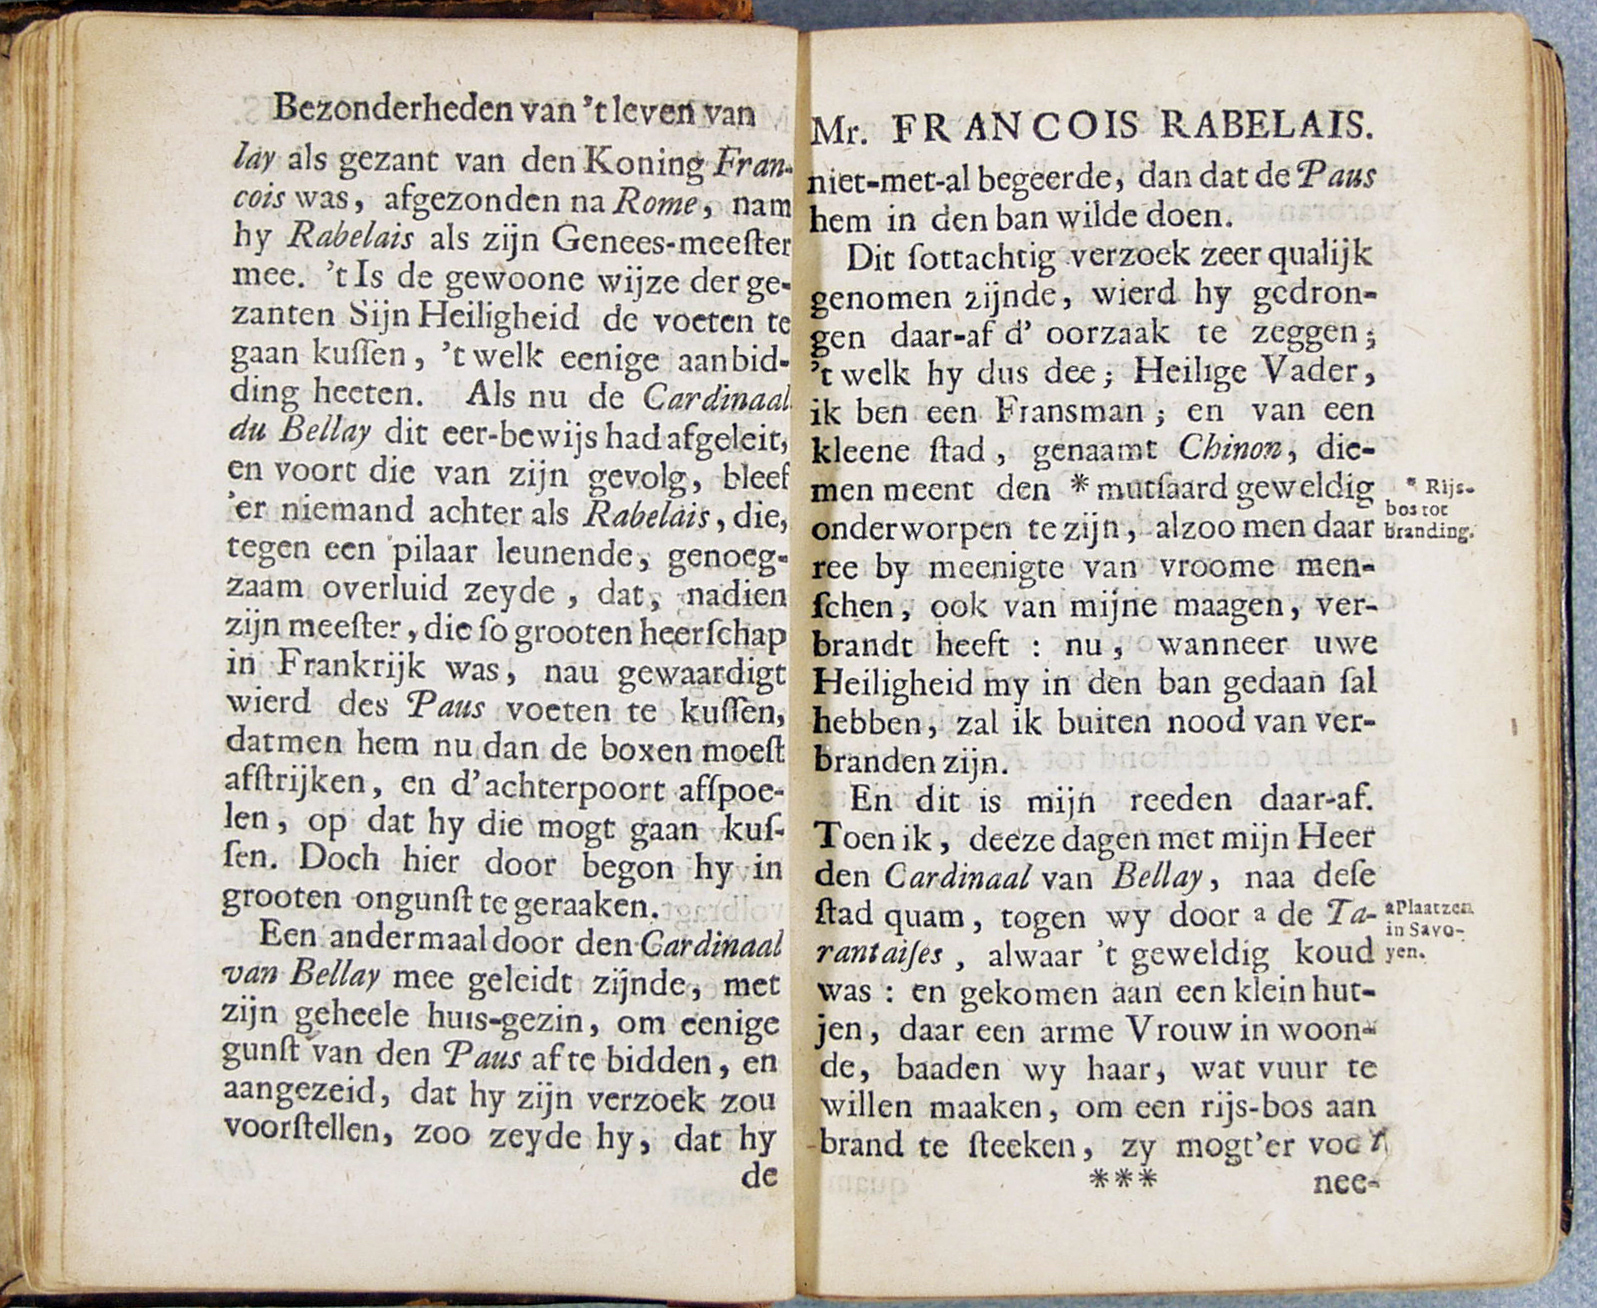 Bezonderheden van 't leven van
lay als gezant van den Koning Fran-
cois was, afgezonden na Rome, nam
hy Rabelais als zijn Genees-meeſter
mee. 't Is de gewoone wijze der ge-
zanten Sijn Heiligheid de voeten te
gaan kuſſen, 't welk eenige aanbid-
ding heeten. Als nu de Cardinaal
du Bellay dit eer-bewijs had afgeleit,
en voort die van zijn gevolg, bleef
'er niemand achter als Rabelais, die,
tegen een pilaar leunende, genoeg-
zaam overluid zeyde, dat, nadien
zijn meeſter, die ſo grooten heerſchap
in Frankrijk was, nau gewaardigt
wierd des Paus voeten te kuſſen,
datmen hem nu dan de boxen moeſt
afſtrijken, en d'achterpoort afſpoe-
len, op dat hy die mogt gaan kuſ-
ſen. Doch hier door begon hy in
grooten ongunſt te geraaken.
Een andermaal door den Cardinaal
van Bellay mee geleidt zijnde, met
zijn geheele huis-gezin, om eenige
gunſt van den Paus af te bidden, en
aangezeid, dat hy zijn verzoek zou
voorſtellen, zoo zeyde hy, dat hy
de
Mr. FRANCOIS RABELAIS.
niet-met-al begeerde, dan dat de Paus
hem in den ban wilde doen.
Dit ſottachtig verzoek zeer qualijk
genomen zijnde, wierd hy gedron-
gen daar-af d' oorzaak te zeggen;
't welk hy dus dee; Heilige Vader,
ik ben een Fransman; en van een
kleene ſtad, genaamt Chinon, die-
men meent den * mutſaard geweldig
onderworpen te zijn, alzoo men daar
ree by meenigte van vroome men-
ſchen, ook van mijne maagen, ver-
brandt heeft : nu, wanneer uwe
Heiligheid my in den ban gedaan ſal
hebben, zal ik buiten nood van ver-
branden zijn.
En dit is mijn reeden daar-af.
Toen ik, deeze dagen met mijn Heer
den Cardinaal van Bellay, naa deſe
ſtad quam, togen wy door a de Ta-
rantaiſes, alwaar 't geweldig koud
was : en gekomen aan een klein hut-
jen, daar een arme Vrouw in woon-
de, baaden wy haar, wat vuur te
willen maaken, om een rijs-bos aan
brand te ſteeken, zy mogt'er voor
*** nee-
* Rijs-
bos tot
branding.
a Plaatzen
in Savo-
yen.